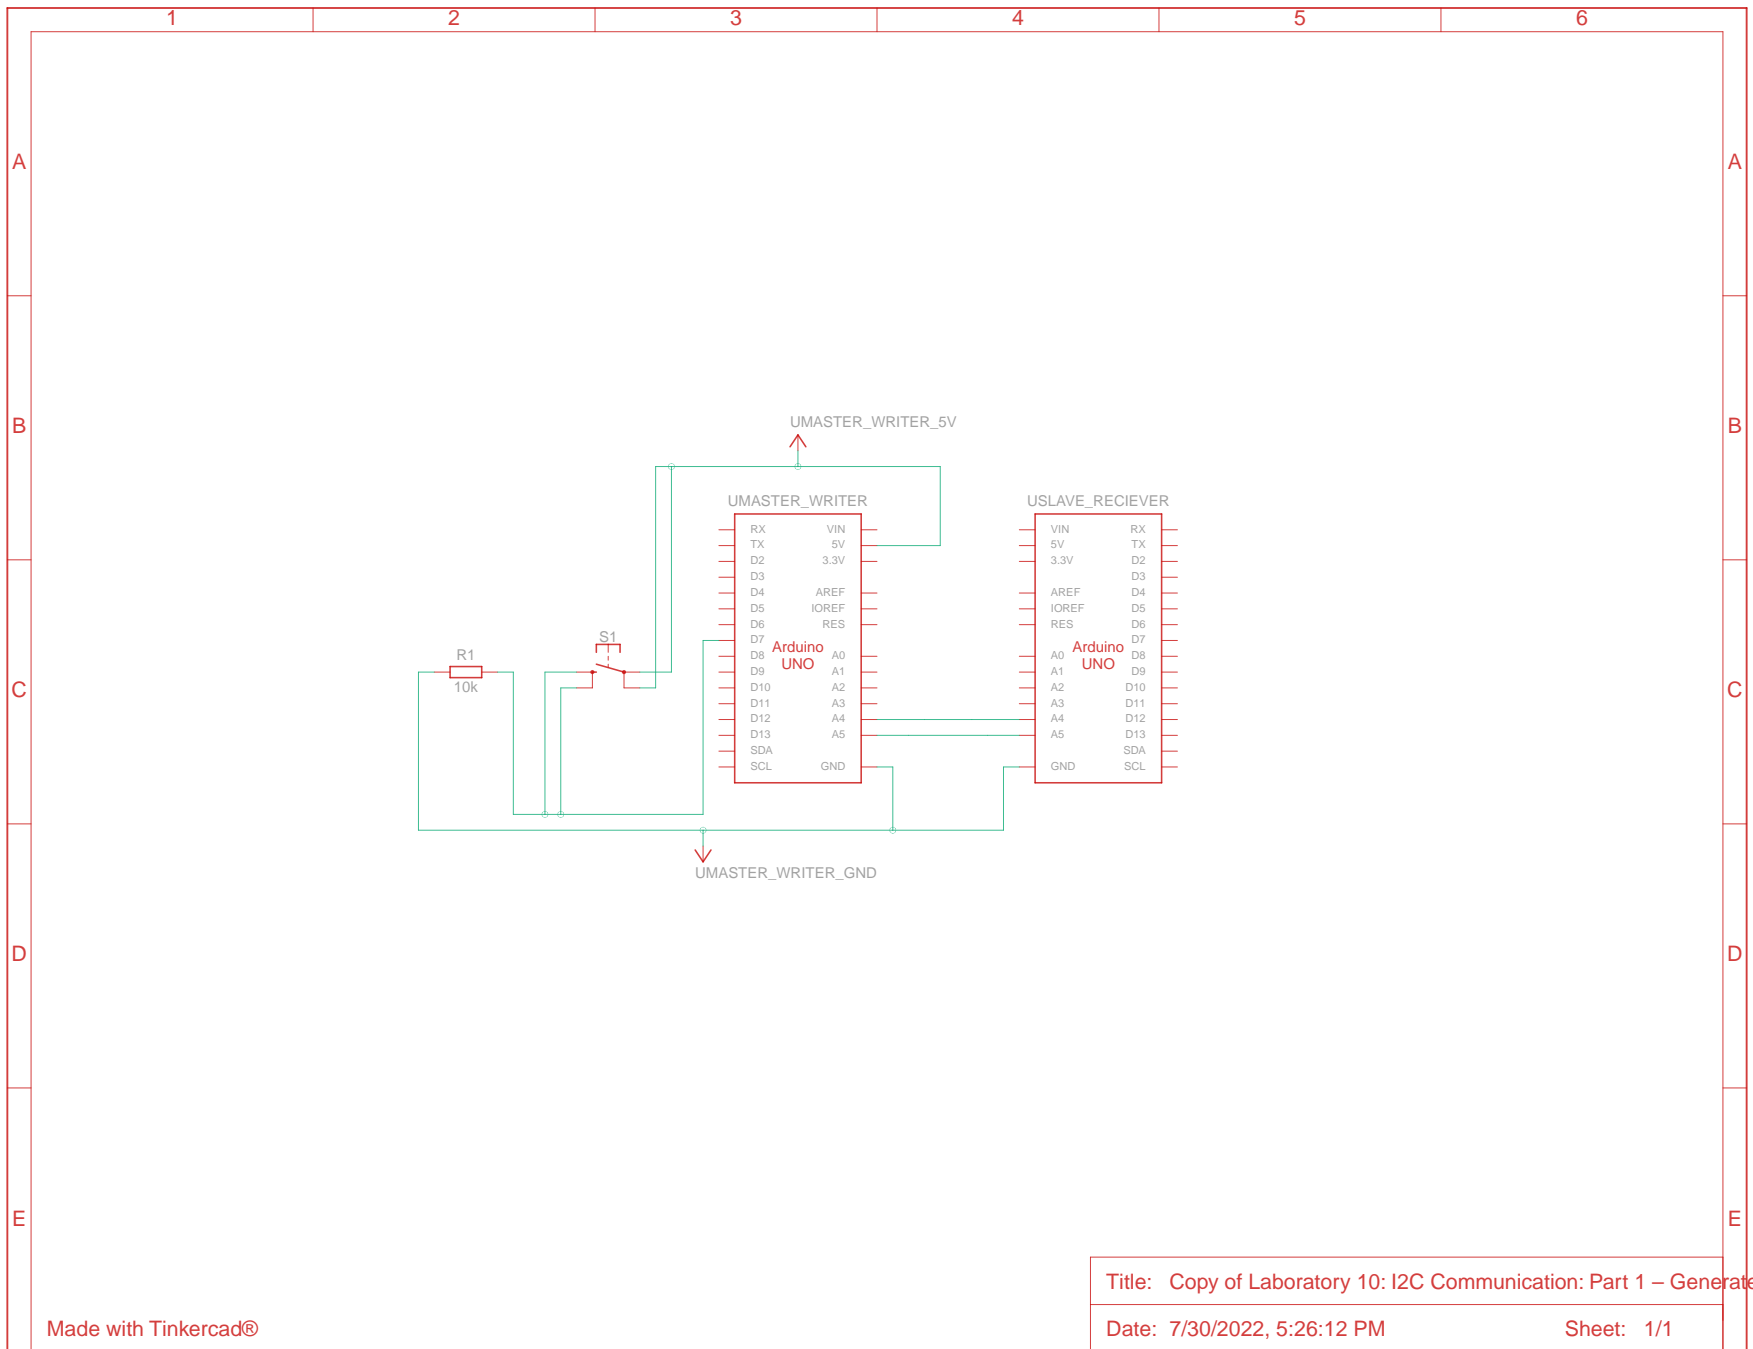 1 2 3 4 5 6
A A
B B
UMASTER_WRITER_5V
UMASTER_WRITER
RX VIN
TX 5V
D2 3.3V
D3
D4 AREF
D5 IOREF
D6 RES
D7
D8 A0
D9 A1
D10 A2
D11 A3
D12 A4
D13 A5
SDA
SCL GND
Arduino
UNO
USLAVE_RECIEVER
VIN RX
5V TX
3.3V D2
D3
AREF D4
IOREF D5
RES D6
D7
A0 D8
A1 D9
A2 D10
A3 D11
A4 D12
A5 D13
SDA
GND SCL
Arduino
UNO
S1
R1
10k
C C
UMASTER_WRITER_GND
D D
E E
Title: Copy of Laboratory 10: I2C Communication: Part 1 – Generate
Made with Tinkercad®
Date: 7/30/2022, 5:26:12 PM Sheet: 1/1